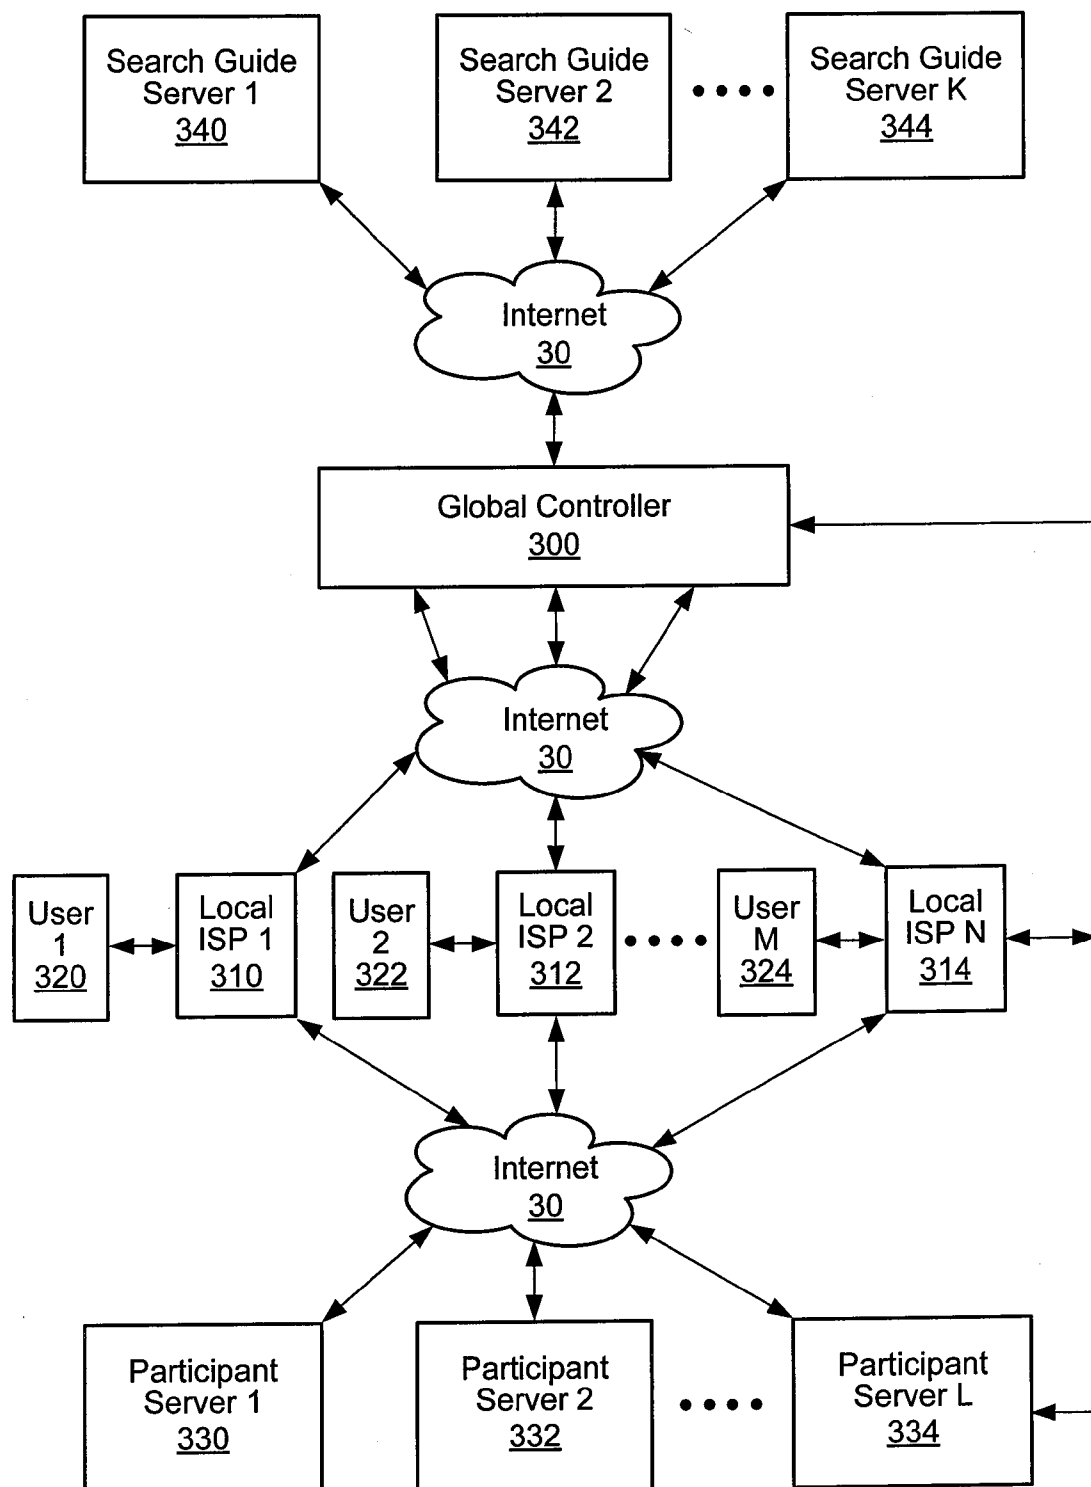 Search Guide
Server 1
340
Search Guide
Server 2
342
Search Guide
Server K
344
Internet
30
Global Controller
300
Internet
30
User
1
320
Local
ISP 1
310
User
2
322
Local
ISP 2
312
User
M
324
Local
ISP N
314
Internet
30
Participant
Server 1
330
Participant
Server 2
332
Participant
Server L
334